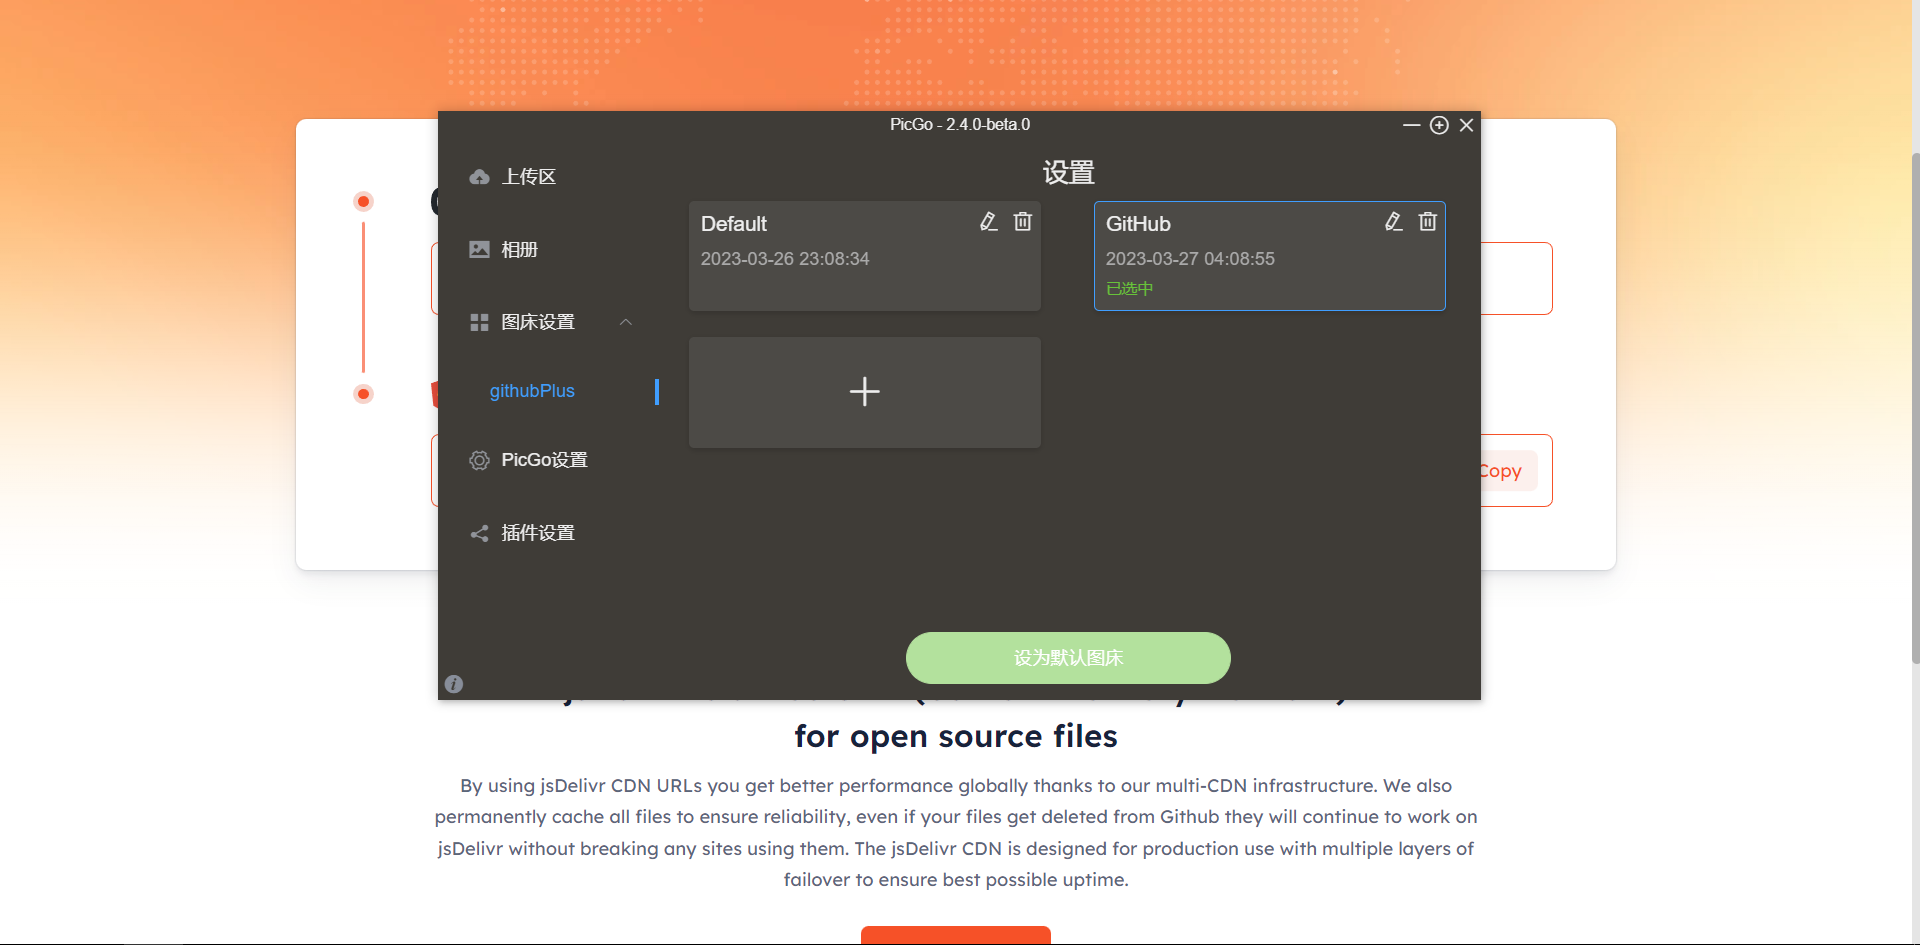 PicGo - 2.4.0-beta.0
上传区
相册
图床设置
githubPlus
PicGo设置
插件设置
设置
Default
2023-03-26 23:08:34
GitHub
2023-03-27 04:08:55
已选中
设为默认图床
Copy
for open source files
By using jsDelivr CDN URLs you get better performance globally thanks to our multi-CDN infrastructure. We also
permanently cache all files to ensure reliability, even if your files get deleted from Github they will continue to work on
jsDelivr without breaking any sites using them. The jsDelivr CDN is designed for production use with multiple layers of
failover to ensure best possible uptime.